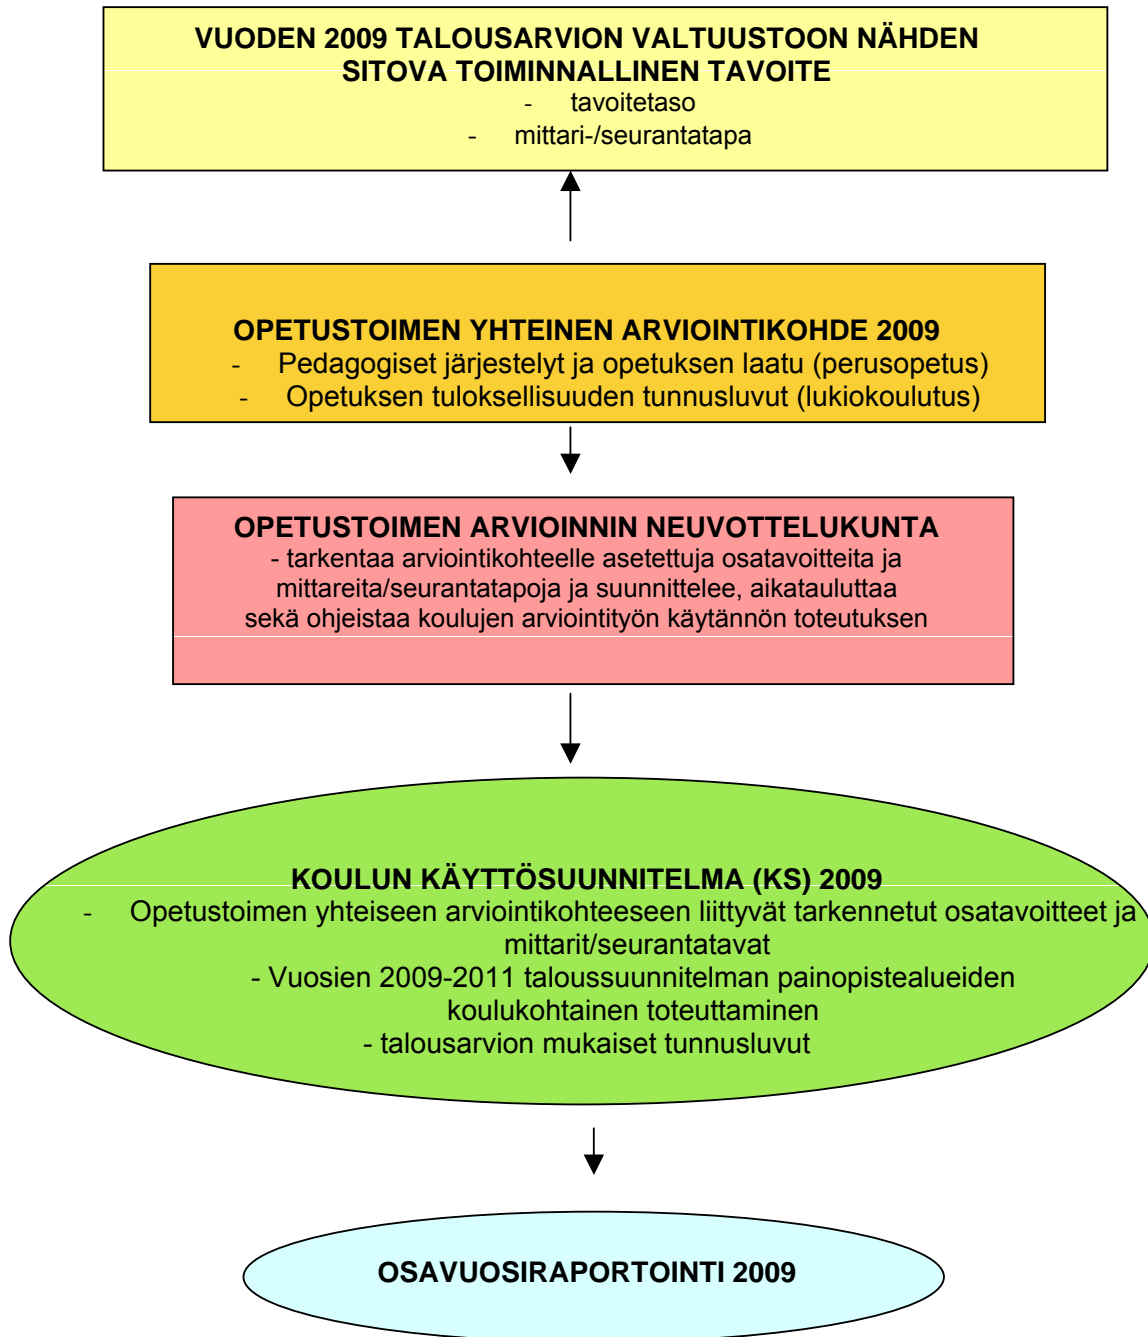 VUODEN 2009 TALOUSARVION VALTUUSTOON NÄHDEN
SITOVA TOIMINNALLINEN TAVOITE
- tavoitetaso
- mittari-/seurantatapa
OPETUSTOIMEN YHTEINEN ARVIOINTIKOHDE 2009
- Pedagogiset järjestelyt ja opetuksen laatu (perusopetus)
- Opetuksen tuloksellisuuden tunnusluvut (lukiokoulutus)
OPETUSTOIMEN ARVIOINNIN NEUVOTTELUKUNTA
- tarkentaa arviointikohteelle asetettuja osatavoitteita ja
mittareita/seurantatapoja ja suunnittelee, aikatauluttaa
sekä ohjeistaa koulujen arviointityön käytännön toteutuksen
KOULUN KÄYTTÖSUUNNITELMA (KS) 2009
- Opetustoimen yhteiseen arviointikohteeseen liittyvät tarkennetut osatavoitteet ja
mittarit/seurantatavat
- Vuosien 2009-2011 taloussuunnitelman painopistealueiden
koulukohtainen toteuttaminen
- talousarvion mukaiset tunnusluvut
OSAVUOSIRAPORTOINTI 2009